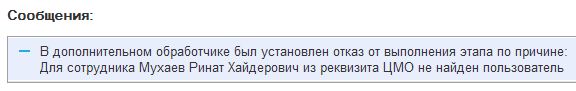 Сообщения:
В дополнительном обработчике был установлен отказ от выполнения этапа по причине:
Для сотрудника Мухаев Ринат Хайдерович из реквизита ЦМО не найден пользователь